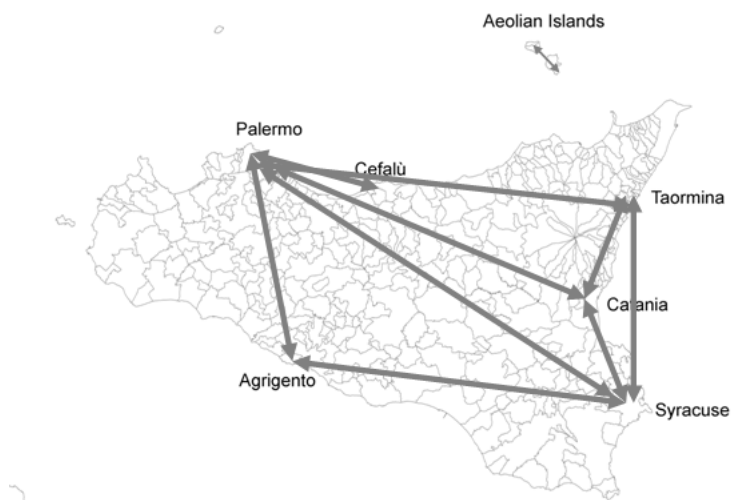 Aeolian Islands
Palermo
Cefalù
Taormina
Catania
Agrigento
Syracuse